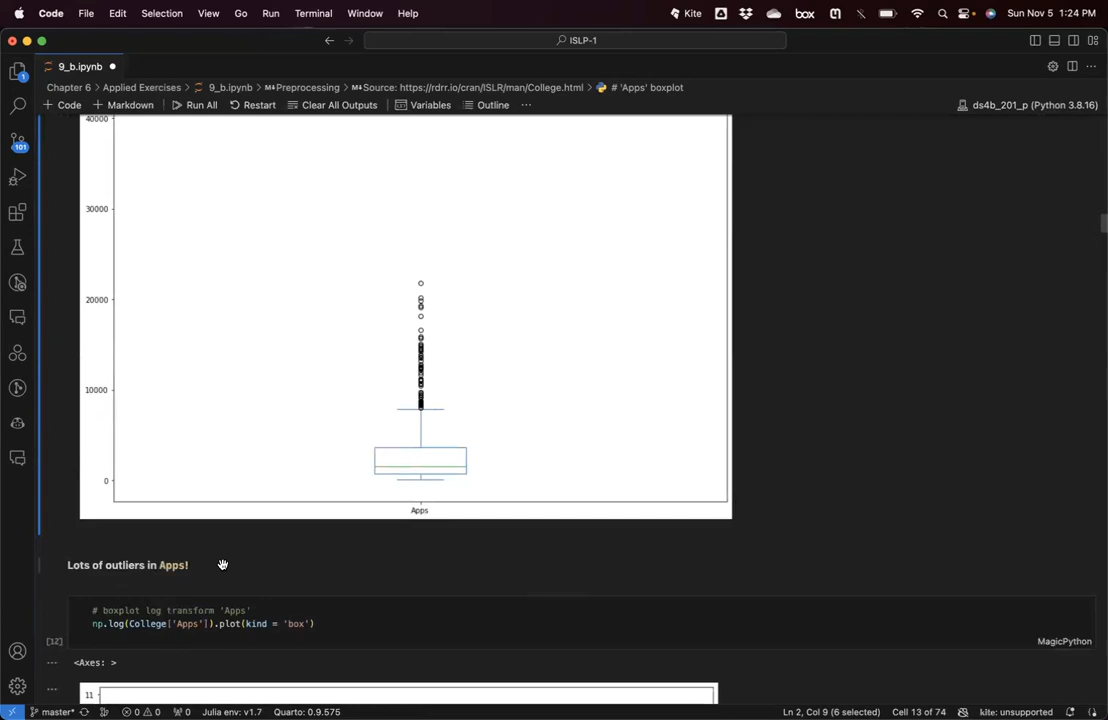 Code File Edit Selection View Go Run Terminal Window Help Kite box Sun Nov 5 1:24 PM
ISLP-1
9_b.ipynb
Chapter 6 > Applied Exercises > 9_b.ipynb > Preprocessing > Source: https://rdrr.io/cran/ISLR/man/College.html > # 'Apps' boxplot
+ Code + Markdown Run All Restart Clear All Outputs Variables Outline ... ds4b_201_p (Python 3.8.16)
1
101
40000
30000
20000
10000
0
Apps
Lots of outliers in Apps!
# boxplot log transform 'Apps'
np.log(College['Apps']).plot(kind = 'box')
[12] MagicPython
... <Axes: >
...
11
master* 0 0 0 Julia env: v1.7 Quarto: 0.9.575 Ln 2, Col 9 (6 selected) Cell 13 of 74 kite: unsupported